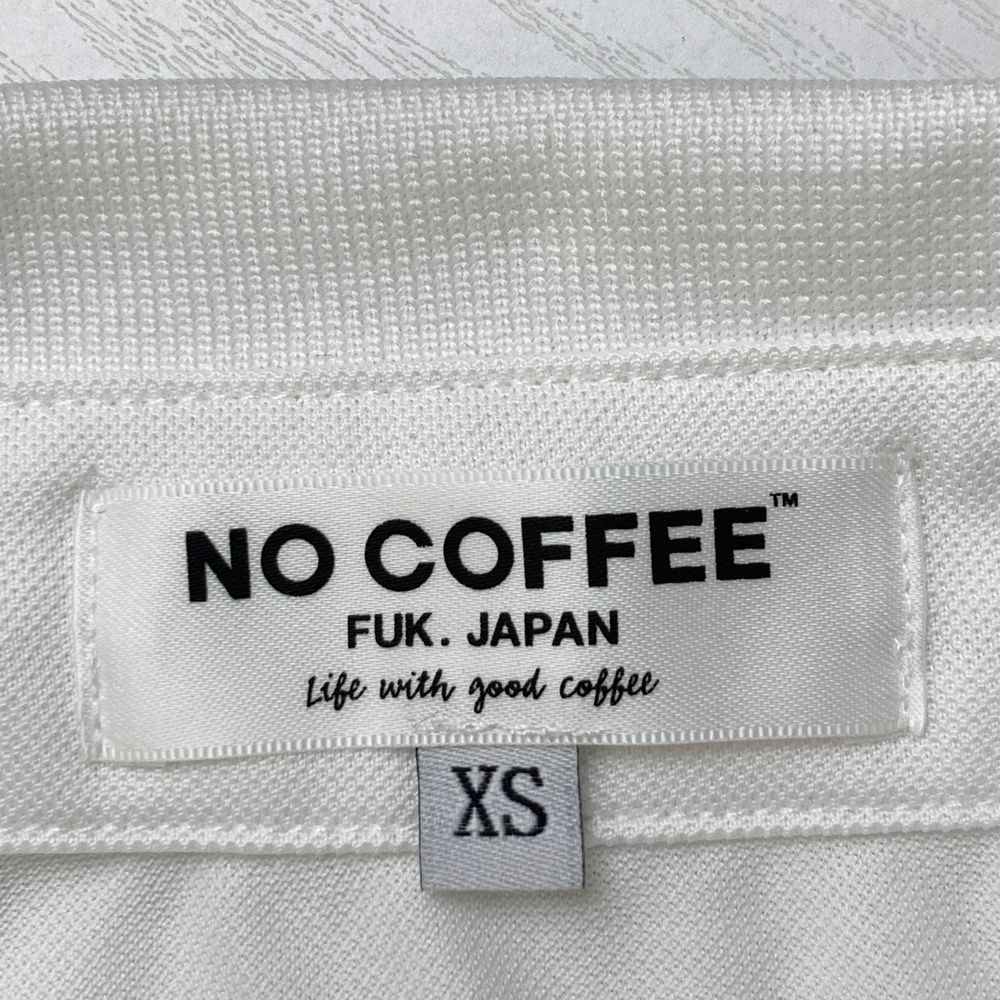 NO COFFEE™
FUK. JAPAN
Life with good coffee
XS